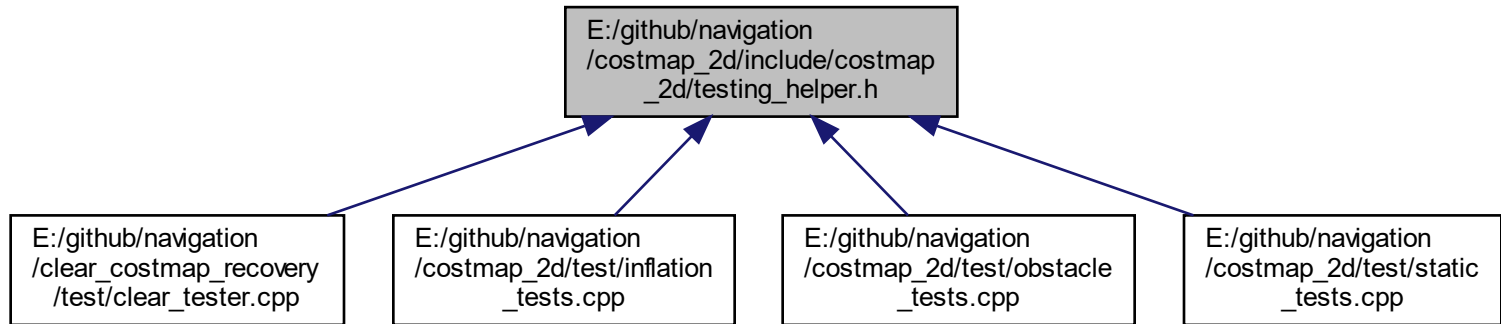 E:/github/navigation
/costmap_2d/include/costmap
_2d/testing_helper.h
E:/github/navigation
/clear_costmap_recovery
/test/clear_tester.cpp
E:/github/navigation
/costmap_2d/test/inflation
_tests.cpp
E:/github/navigation
/costmap_2d/test/obstacle
_tests.cpp
E:/github/navigation
/costmap_2d/test/static
_tests.cpp